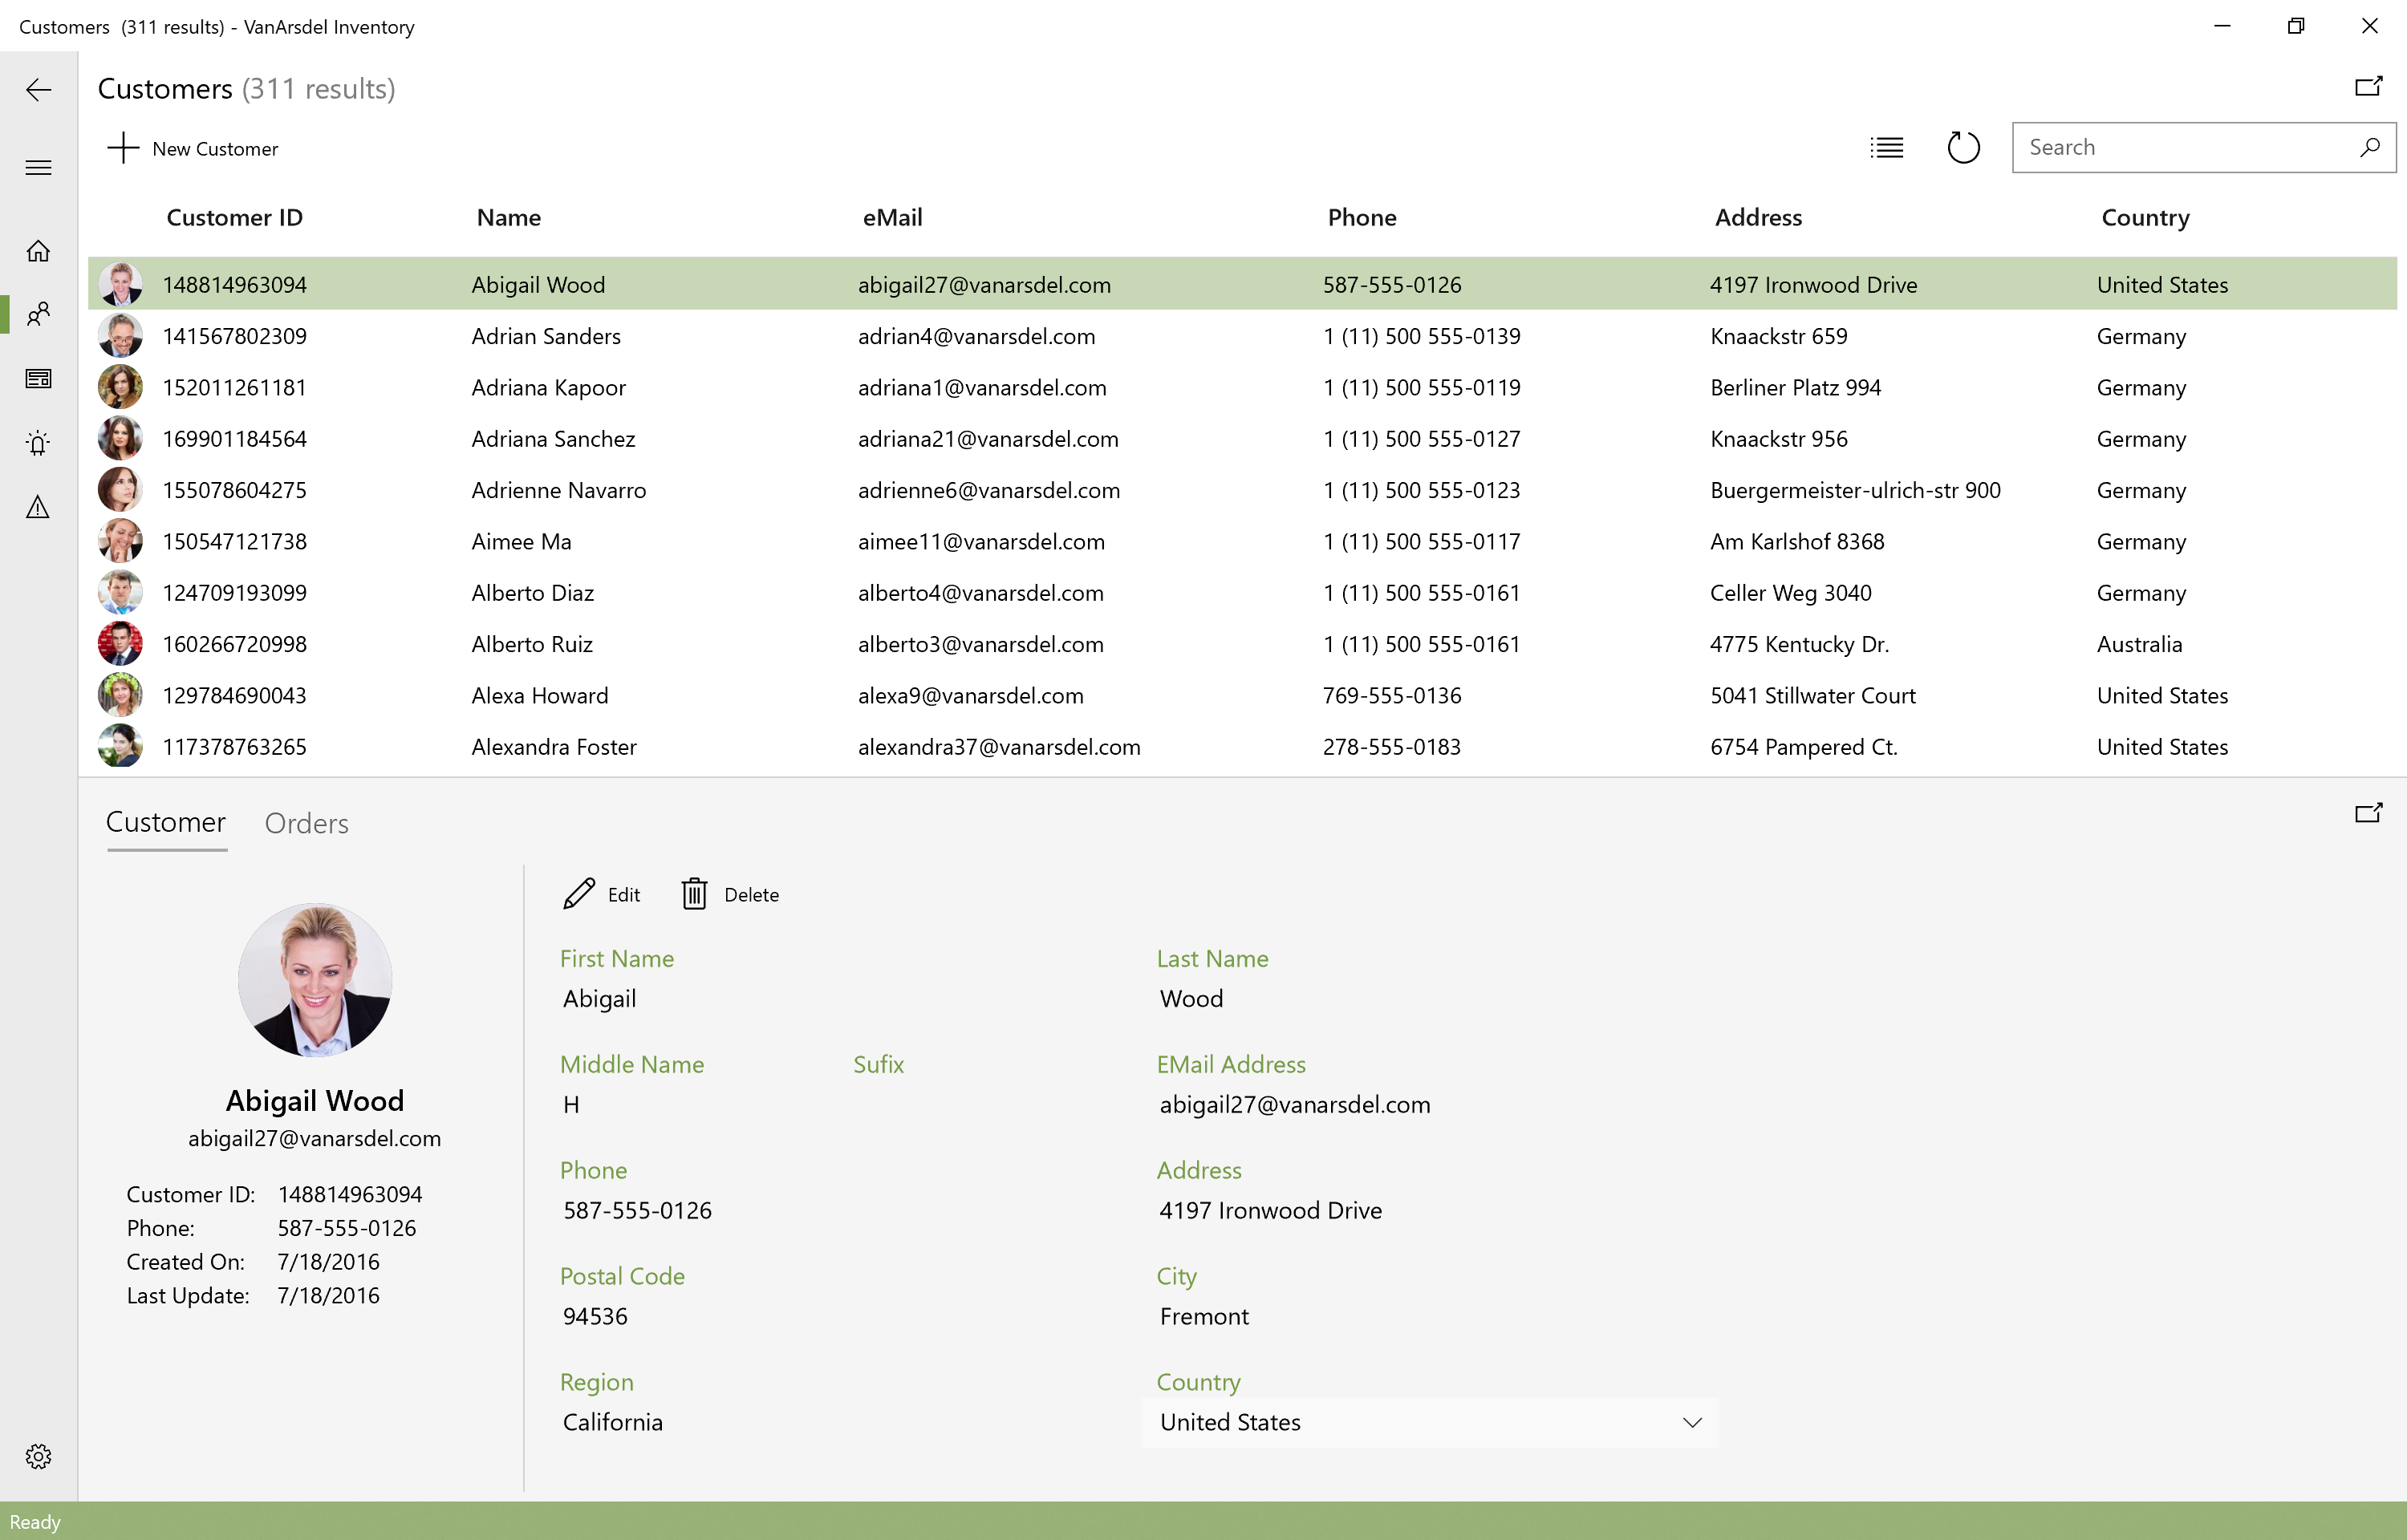 Customers (311 results) - VanArsdel Inventory
Customers (311 results)
New Customer
Search
Customer ID Name eMail Phone Address Country
148814963094 Abigail Wood abigail27@vanarsdel.com 587-555-0126 4197 Ironwood Drive United States
141567802309 Adrian Sanders adrian4@vanarsdel.com 1 (11) 500 555-0139 Knaackstr 659 Germany
152011261181 Adriana Kapoor adriana1@vanarsdel.com 1 (11) 500 555-0119 Berliner Platz 994 Germany
169901184564 Adriana Sanchez adriana21@vanarsdel.com 1 (11) 500 555-0127 Knaackstr 956 Germany
155078604275 Adrienne Navarro adrienne6@vanarsdel.com 1 (11) 500 555-0123 Buergermeister-ulrich-str 900 Germany
150547121738 Aimee Ma aimee11@vanarsdel.com 1 (11) 500 555-0117 Am Karlshof 8368 Germany
124709193099 Alberto Diaz alberto4@vanarsdel.com 1 (11) 500 555-0161 Celler Weg 3040 Germany
160266720998 Alberto Ruiz alberto3@vanarsdel.com 1 (11) 500 555-0161 4775 Kentucky Dr. Australia
129784690043 Alexa Howard alexa9@vanarsdel.com 769-555-0136 5041 Stillwater Court United States
117378763265 Alexandra Foster alexandra37@vanarsdel.com 278-555-0183 6754 Pampered Ct. United States
Customer Orders
Abigail Wood
abigail27@vanarsdel.com
Customer ID: 148814963094
Phone: 587-555-0126
Created On: 7/18/2016
Last Update: 7/18/2016
Edit Delete
First Name Last Name
Abigail Wood
Middle Name Sufix EMail Address
H abigail27@vanarsdel.com
Phone Address
587-555-0126 4197 Ironwood Drive
Postal Code City
94536 Fremont
Region Country
California United States
Ready